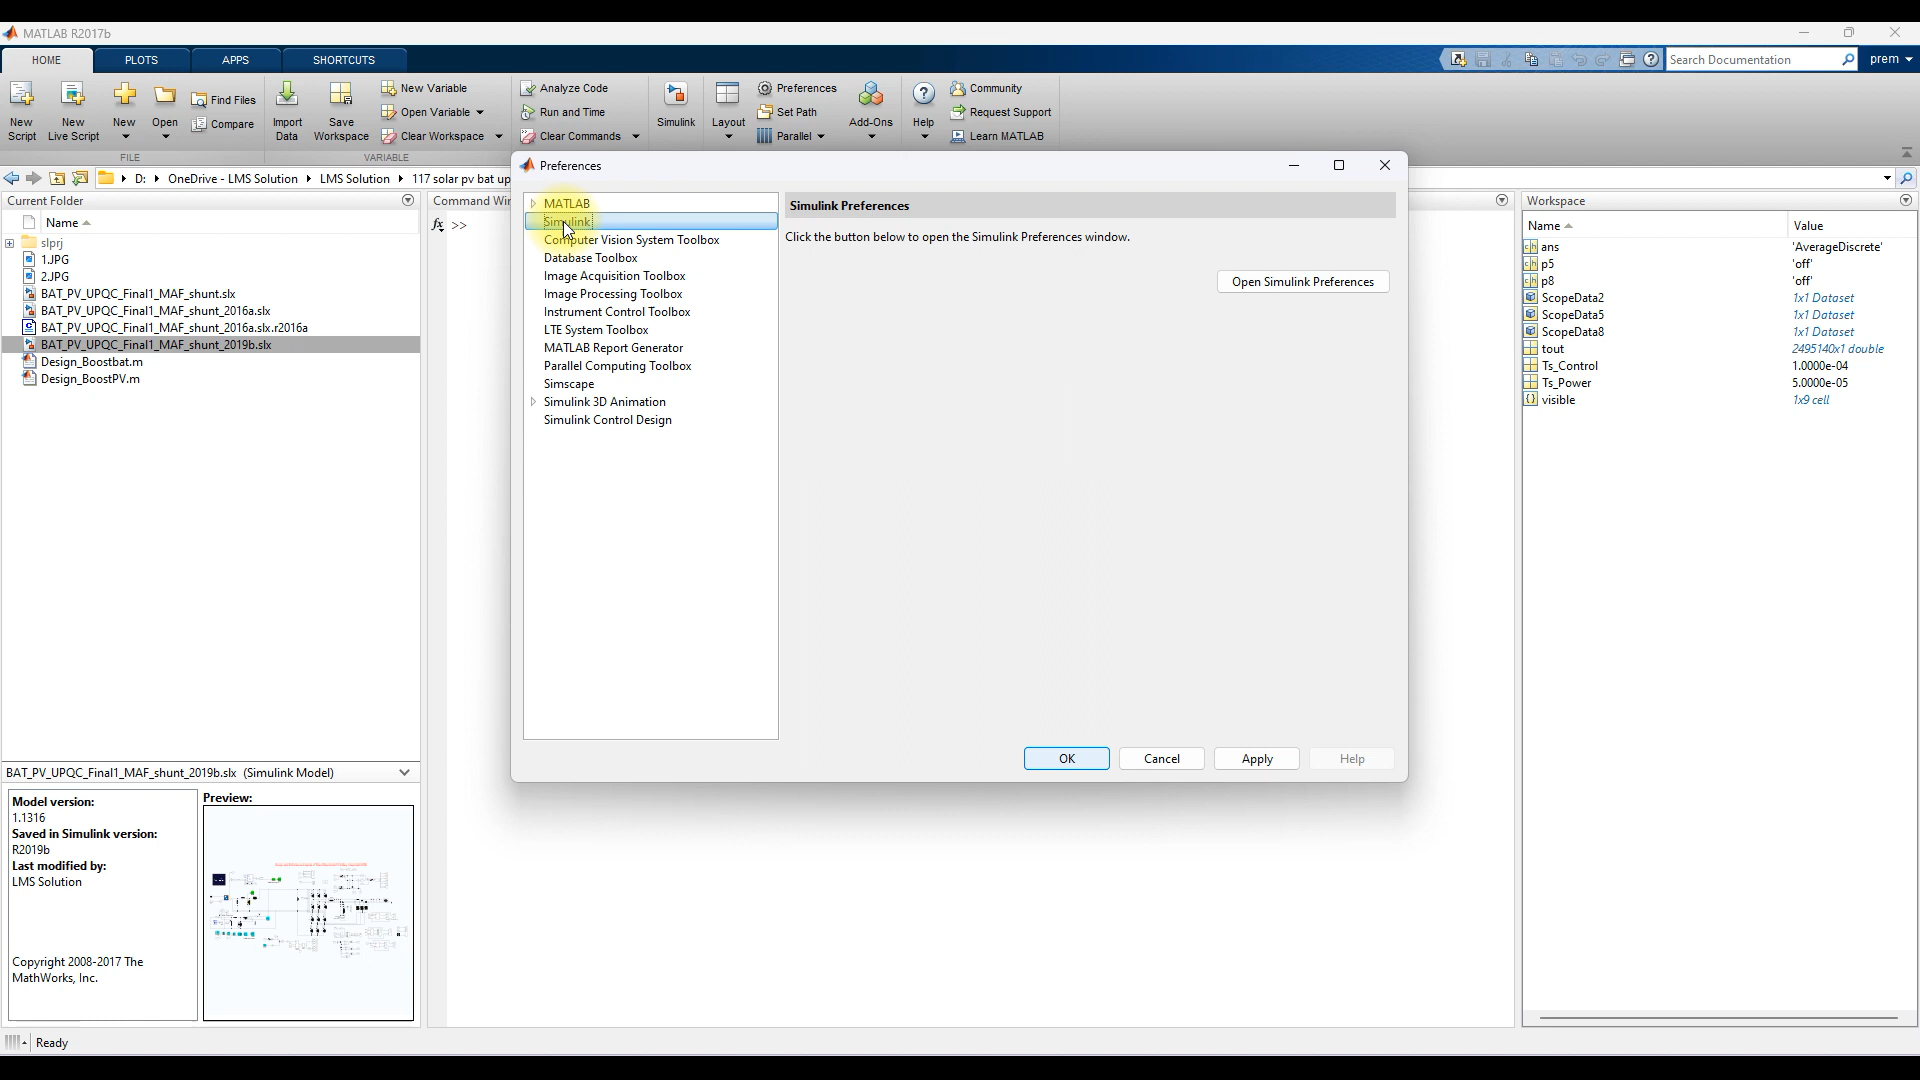 MATLAB R2017b
HOME PLOTS APPS SHORTCUTS
Search Documentation prem
New Script
New Live Script
New
Open
Find Files
Compare
Import Data
Save Workspace
New Variable
Open Variable
Clear Workspace
Analyze Code
Run and Time
Clear Commands
Simulink
Layout
Preferences
Set Path
Parallel
Add-Ons
Help
Community
Request Support
Learn MATLAB
FILE VARIABLE
D: OneDrive - LMS Solution LMS Solution 117 solar pv bat up
Current Folder
Name
slprj
1.JPG
2.JPG
BAT_PV_UPQC_Final1_MAF_shunt.slx
BAT_PV_UPQC_Final1_MAF_shunt_2016a.slx
BAT_PV_UPQC_Final1_MAF_shunt_2016a.slx.r2016a
BAT_PV_UPQC_Final1_MAF_shunt_2019b.slx
Design_Boostbat.m
Design_BoostPV.m
BAT_PV_UPQC_Final1_MAF_shunt_2019b.slx (Simulink Model)
Model version:
1.1316
Saved in Simulink version:
R2019b
Last modified by:
LMS Solution
Copyright 2008-2017 The
MathWorks, Inc.
Preview:
Command Wir
fx >>
Preferences
MATLAB
Simulink
Computer Vision System Toolbox
Database Toolbox
Image Acquisition Toolbox
Image Processing Toolbox
Instrument Control Toolbox
LTE System Toolbox
MATLAB Report Generator
Parallel Computing Toolbox
Simscape
Simulink 3D Animation
Simulink Control Design
Simulink Preferences
Click the button below to open the Simulink Preferences window.
Open Simulink Preferences
OK Cancel Apply Help
Workspace
Name Value
ans 'AverageDiscrete'
p5 'off'
p8 'off'
ScopeData2 1x1 Dataset
ScopeData5 1x1 Dataset
ScopeData8 1x1 Dataset
tout 2495140x1 double
Ts_Control 1.0000e-04
Ts_Power 5.0000e-05
visible 1x9 cell
Ready